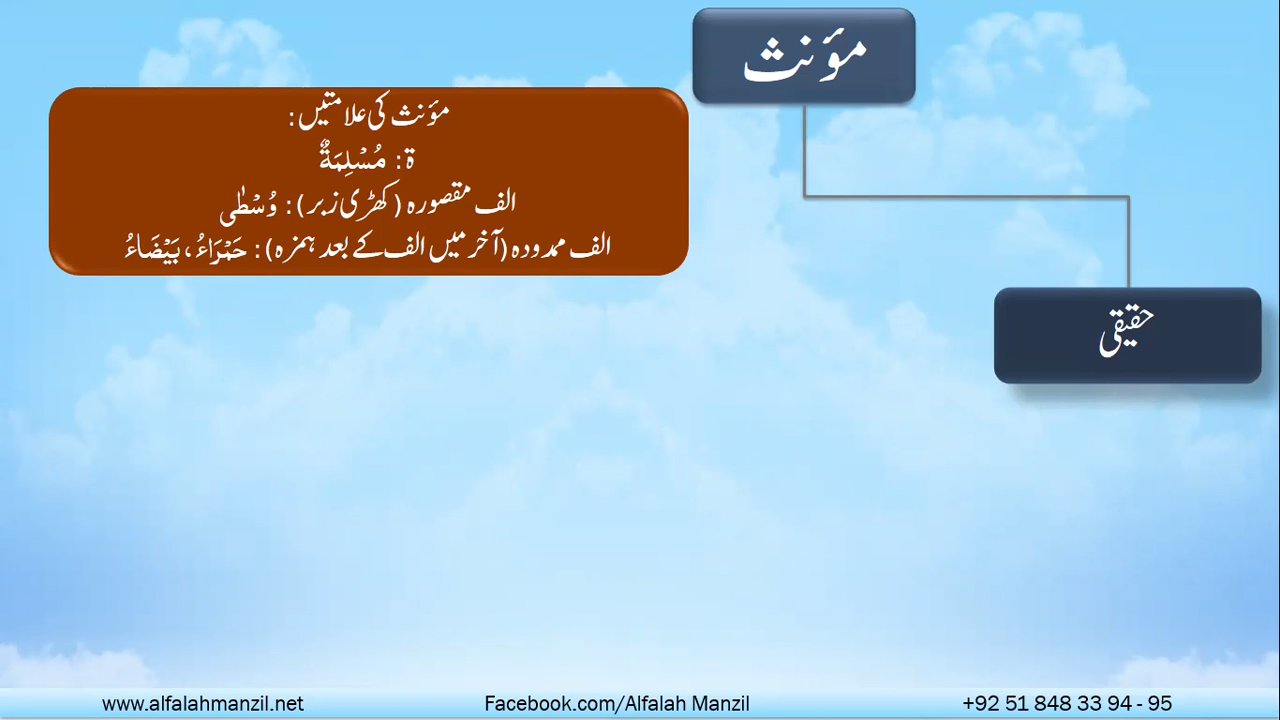 مؤنث
مؤنث کی علامتیں:
ة: مُسْلِمَةٌ
الف مقصورہ (کھڑی زبر): وُسْطٰى
الف ممدودہ (آخر میں الف کے بعد ہمزہ): حَمْرَاءُ، بَيْضَاءُ
حقیقی
www.alfalahmanzil.net
Facebook.com/Alfalah Manzil
+92 51 848 33 94 - 95